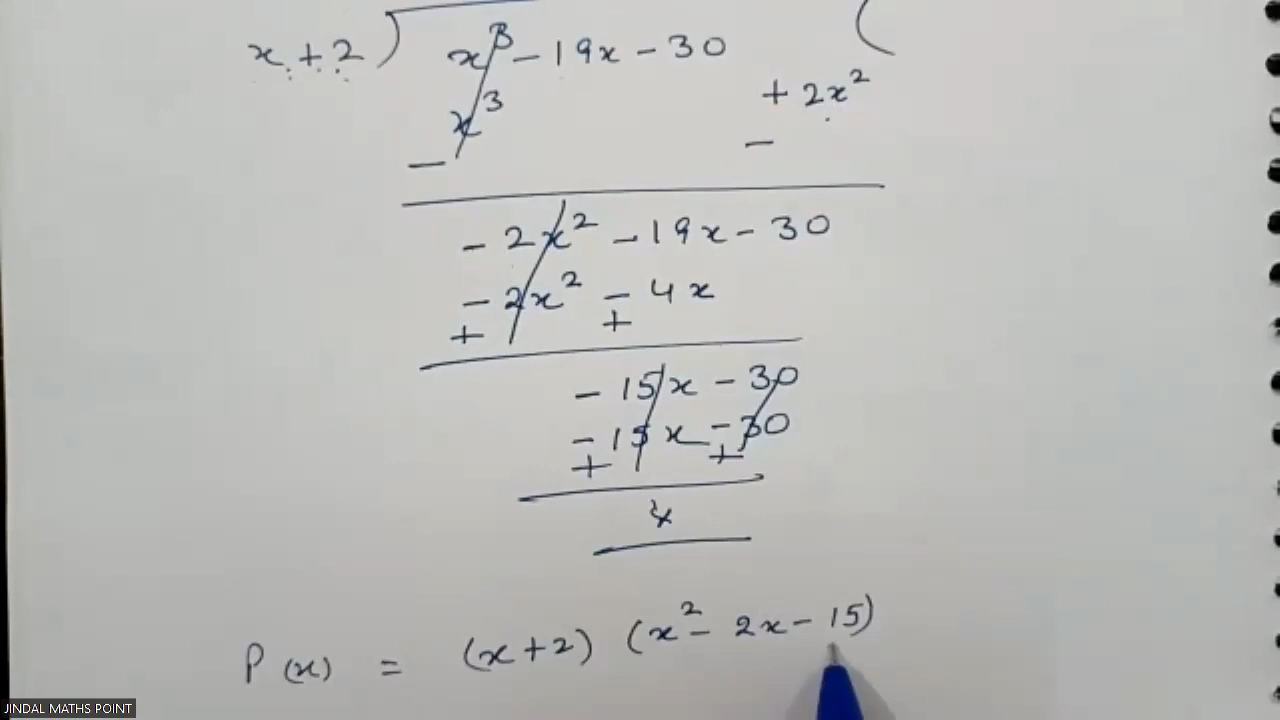 x + 2 ) x³ - 19x - 30 (
x³ + 2x²
- -
- 2x² - 19x - 30
- 2x² - 4x
+ +
- 15x - 30
- 15x - 30
+ +
x
P(x) = (x+2) (x² - 2x - 15)
JINDAL MATHS POINT